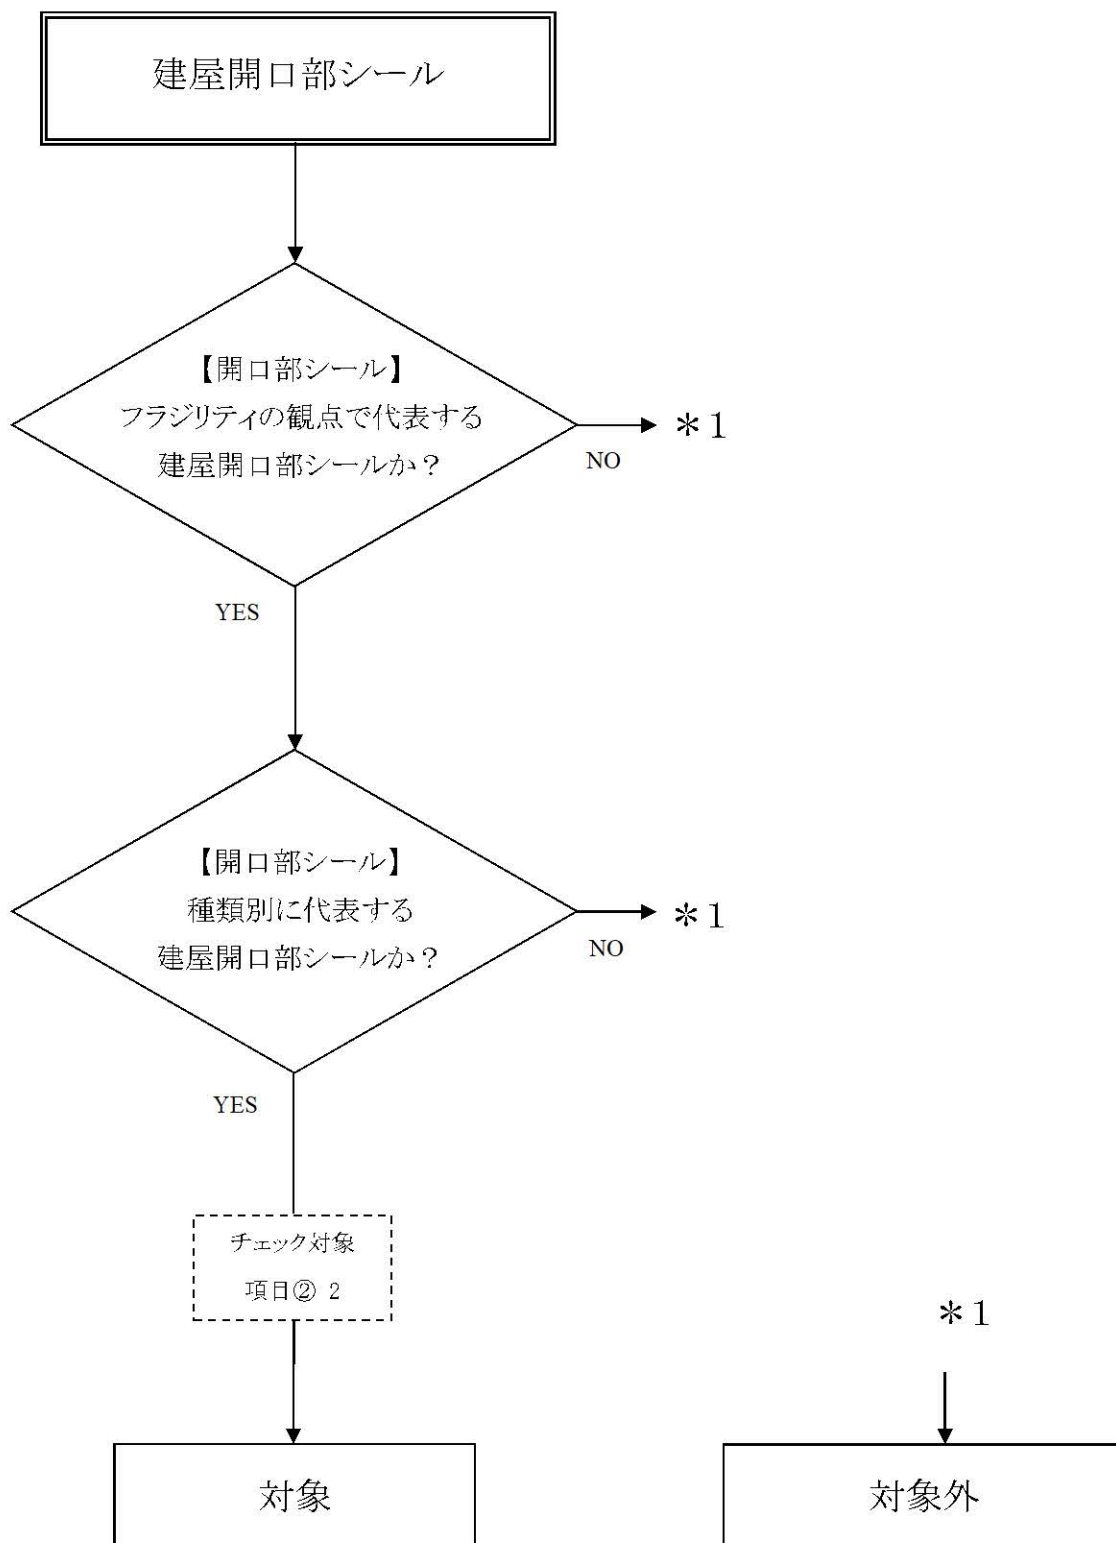 建屋開口部シール
【開口部シール】
フラジリティの観点で代表する
建屋開口部シールか？
＊1
NO
YES
【開口部シール】
種類別に代表する
建屋開口部シールか？
＊1
NO
YES
チェック対象
項目② 2
＊1
対象
対象外